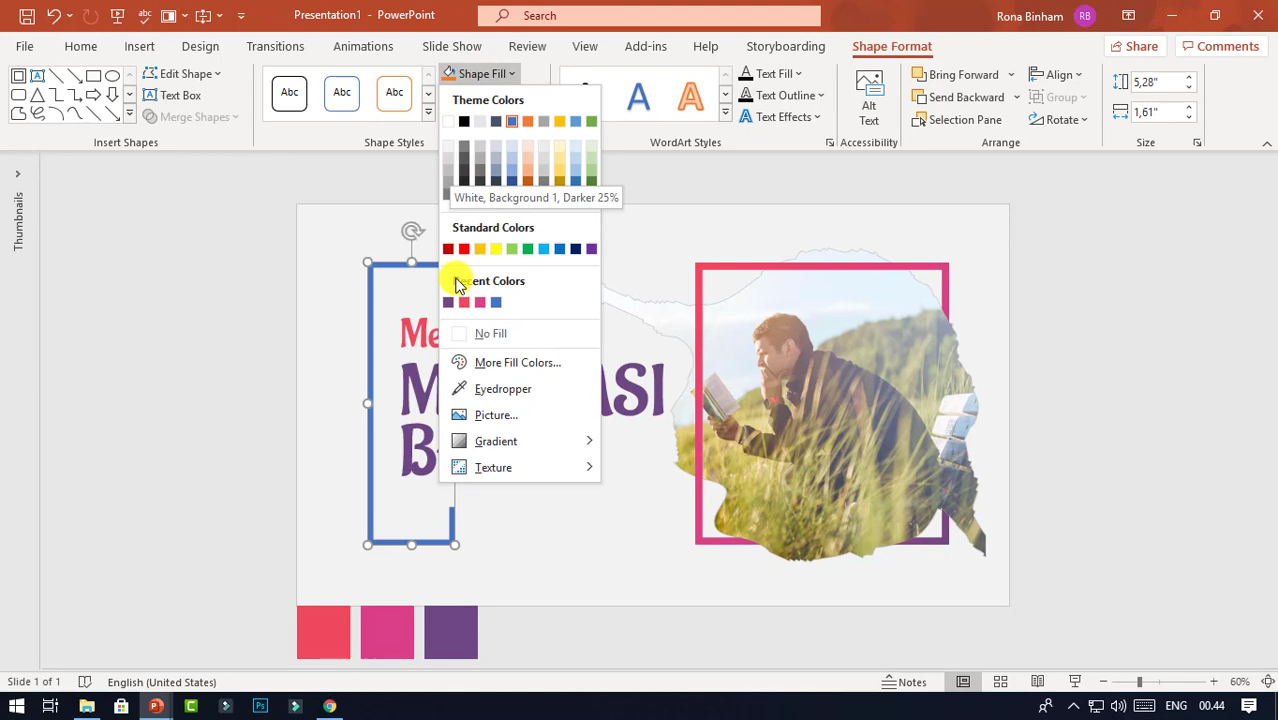 Presentation1 - PowerPoint
Search
Rona Binham
RB
File
Home
Insert
Design
Transitions
Animations
Slide Show
Review
View
Add-ins
Help
Storyboarding
Shape Format
Share
Comments
Edit Shape
Text Box
Merge Shapes
Insert Shapes
Abc
Abc
Abc
Shape Fill
Shape Styles
A
A
Text Fill
Text Outline
Text Effects
WordArt Styles
Alt
Text
Accessibility
Bring Forward
Send Backward
Selection Pane
Align
Group
Rotate
Arrange
5,28"
1,61"
Size
Theme Colors
White, Background 1, Darker 25%
Standard Colors
Recent Colors
No Fill
More Fill Colors...
Eyedropper
Picture...
Gradient
Texture
Thumbnails
Slide 1 of 1
English (United States)
Notes
60%
ENG
00.44